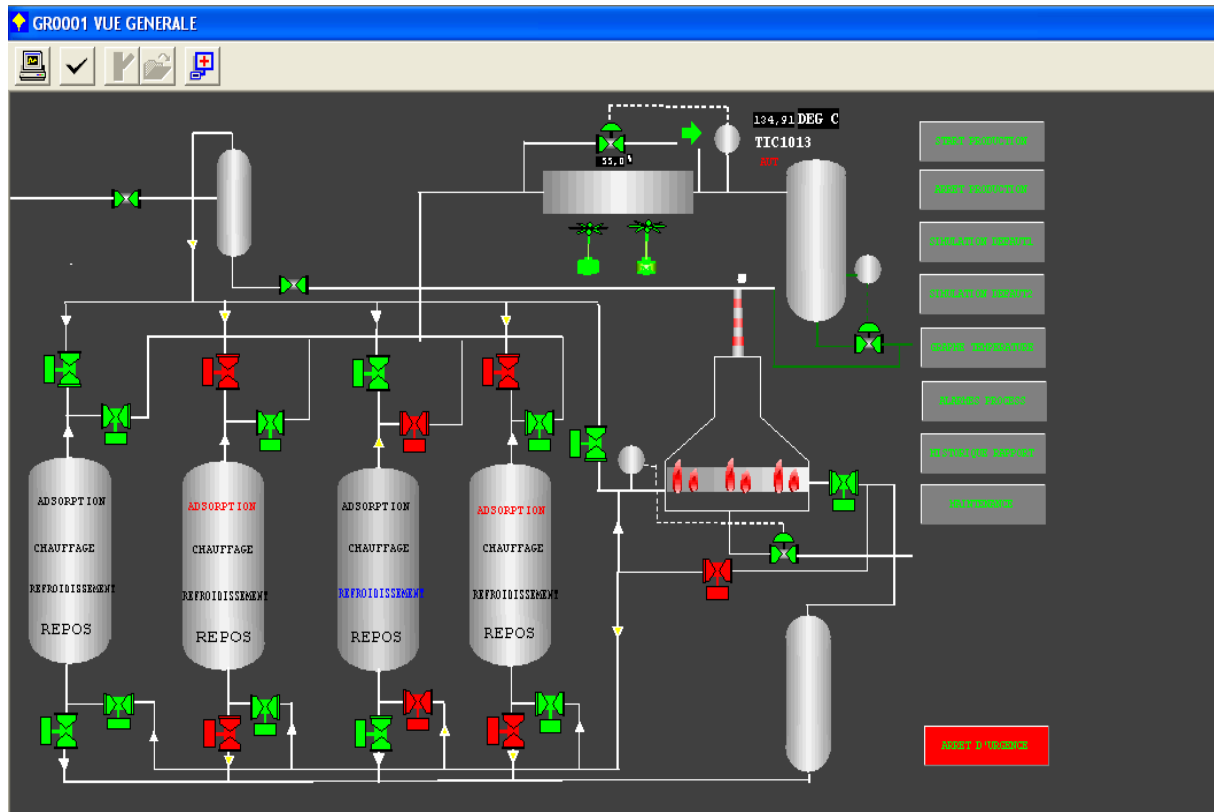 GR0001 VUE GENERALE
134,91 DEG C
TIC1013
AUT
55,0 %
START PRODUCTION
ARRET PRODUCTION
SIMULATION DEFAUT1
SIMULATION DEFAUT2
GRAPHE TEMPERATURE
ALARMES PROCESS
HISTORIQUE RAPPORT
MAINTENANCE
ADSORPTION
CHAUFFAGE
REFROIDISSEMENT
REPOS
ADSORPTION
CHAUFFAGE
REFROIDISSEMENT
REPOS
ADSORPTION
CHAUFFAGE
REFROIDISSEMENT
REPOS
ADSORPTION
CHAUFFAGE
REFROIDISSEMENT
REPOS
ARRET D'URGENCE